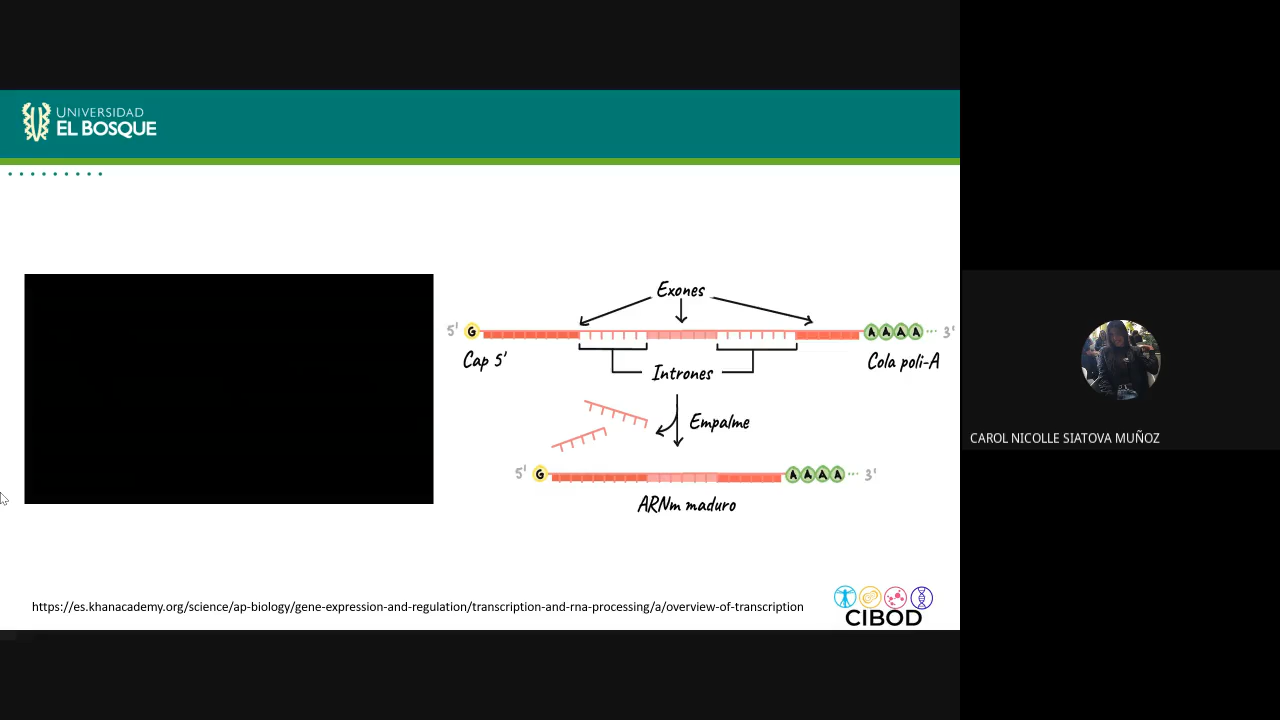 UNIVERSIDAD
EL BOSQUE
Exones
5' G A A A A ... 3'
Cap 5'
Cola poli-A
Intrones
Empalme
5' G A A A A ... 3'
ARNm maduro
CAROL NICOLLE SIATOVA MUÑOZ
https://es.khanacademy.org/science/ap-biology/gene-expression-and-regulation/transcription-and-rna-processing/a/overview-of-transcription
CIBOD